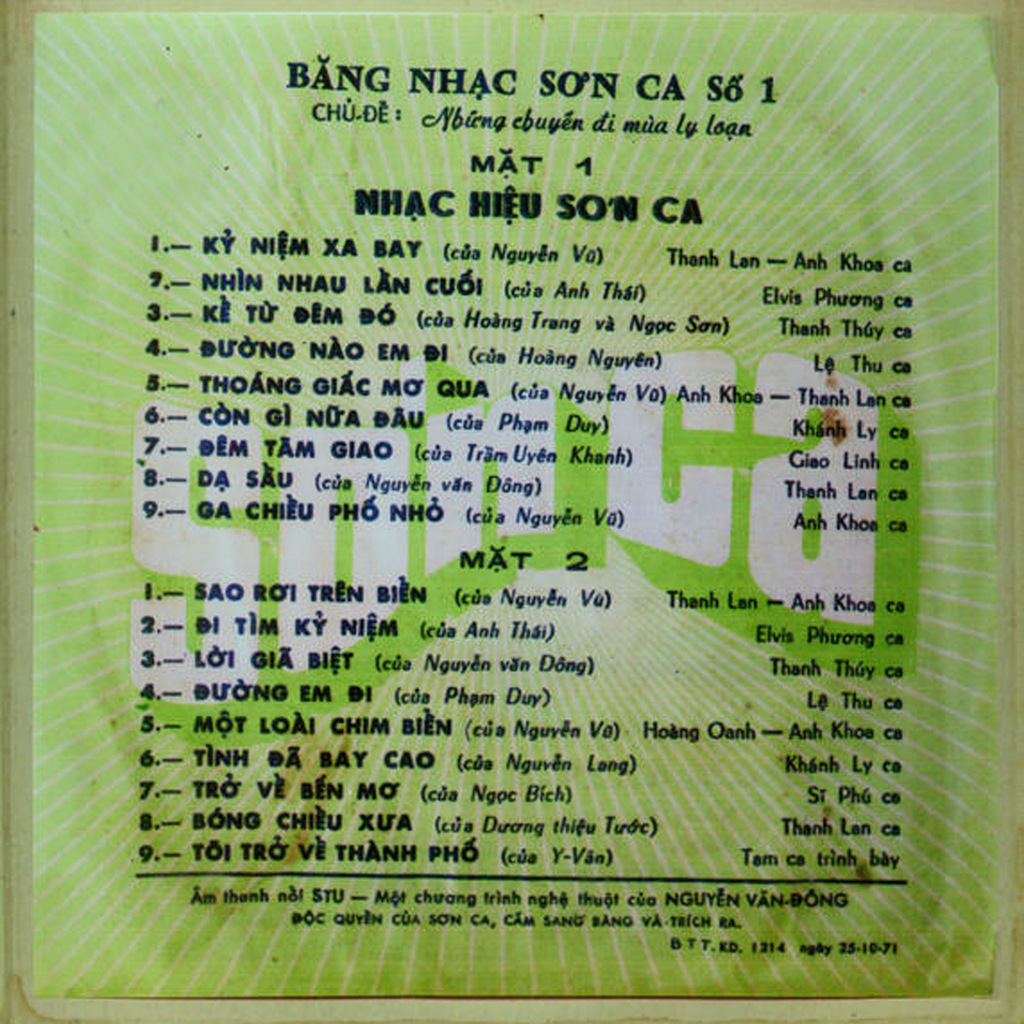 BĂNG NHẠC SƠN CA Số 1
CHỦ-ĐỀ: Những chuyến đi mùa ly loạn
MẶT 1
NHẠC HIỆU SƠN CA
1.— KỶ NIỆM XA BAY (của Nguyễn Vũ) Thanh Lan — Anh Khoa ca
2.— NHÌN NHAU LẦN CUỐI (của Anh Thái) Elvis Phương ca
3.— KỂ TỪ ĐÊM ĐÓ (của Hoàng Trang và Ngọc Sơn) Thanh Thúy ca
4.— ĐƯỜNG NÀO EM ĐI (của Hoàng Nguyên) Lệ Thu ca
5.— THOÁNG GIẤC MƠ QUA (của Nguyễn Vũ) Anh Khoa — Thanh Lan ca
6.— CÒN GÌ NỮA ĐÂU (của Phạm Duy) Khánh Ly ca
7.— ĐÊM TÂM GIAO (của Trầm Uyên Khanh) Giao Linh ca
8.— DẠ SẦU (của Nguyễn văn Đông) Thanh Lan ca
9.— GA CHIỀU PHỐ NHỎ (của Nguyễn Vũ) Anh Khoa ca
MẶT 2
1.— SAO RƠI TRÊN BIỂN (của Nguyễn Vũ) Thanh Lan — Anh Khoa ca
2.— ĐI TÌM KỶ NIỆM (của Anh Thái) Elvis Phương ca
3.— LỜI GIÃ BIỆT (của Nguyễn văn Đông) Thanh Thúy ca
4.— ĐƯỜNG EM ĐI (của Phạm Duy) Lệ Thu ca
5.— MỘT LOÀI CHIM BIỂN (của Nguyễn Vũ) Hoàng Oanh — Anh Khoa ca
6.— TÌNH ĐÃ BAY CAO (của Nguyễn Lang) Khánh Ly ca
7.— TRỞ VỀ BẾN MƠ (của Ngọc Bích) Sĩ Phú ca
8.— BÓNG CHIỀU XƯA (của Dương thiệu Tước) Thanh Lan ca
9.— TÔI TRỞ VỀ THÀNH PHỐ (của Y-Vân) Tam ca trình bày
Âm thanh nổi STU — Một chương trình nghệ thuật của NGUYỄN VĂN-ĐÔNG
ĐỘC QUYỀN CỦA SƠN CA, CẤM SANG BĂNG VÀ TRÍCH RA.
BTT.KD. 1214 ngày 25-10-71
Sơn Ca